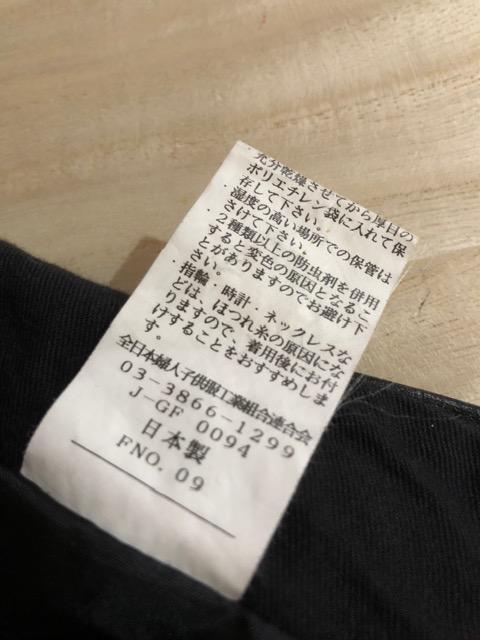 ・充分乾燥させてから厚目の
ポリエチレン袋に入れて保
存して下さい。
・湿度の高い場所での保管は
さけて下さい。
・2種類以上の防虫剤を併用
すると変色の原因となるこ
とがありますのでお避け下
さい。
・指輪・時計・ネックレスな
どは、ほつれ糸の原因にな
りますので、着用後にお付
けすることをおすすめしま
す。
全日本婦人子供服工業組合連合会
03-3866-1299
J-GF 0094
日本製
FNO. 09